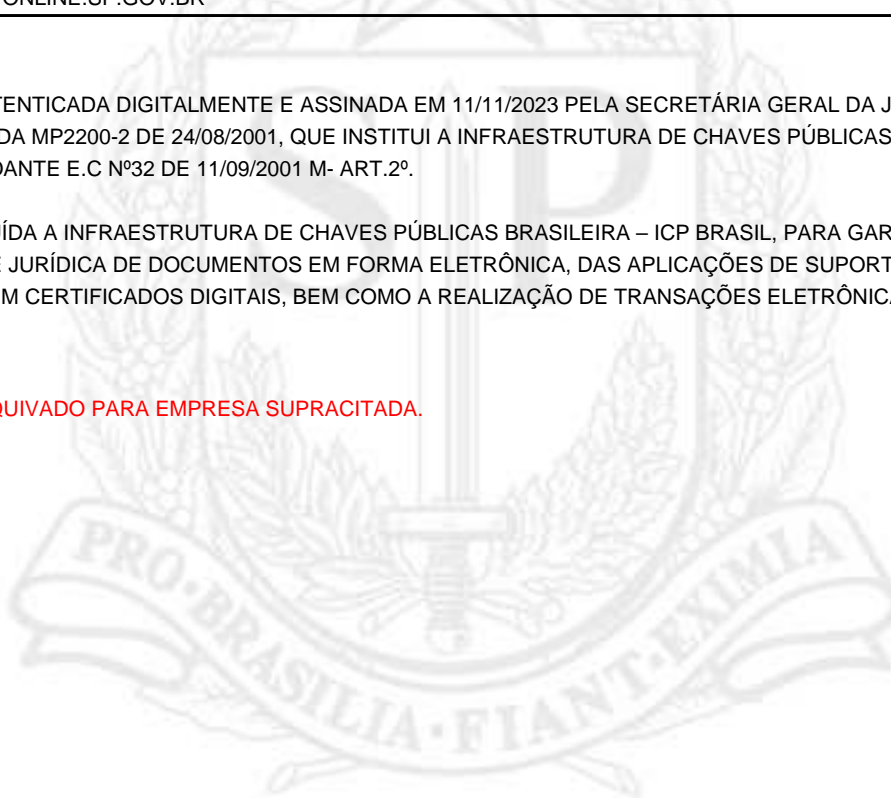 ONLINE.SP.GOV.BR
TENTICADA DIGITALMENTE E ASSINADA EM 11/11/2023 PELA SECRETÁRIA GERAL DA J
DA MP2200-2 DE 24/08/2001, QUE INSTITUI A INFRAESTRUTURA DE CHAVES PÚBLICAS
DANTE E.C Nº32 DE 11/09/2001 M- ART.2º.
ÍDA A INFRAESTRUTURA DE CHAVES PÚBLICAS BRASILEIRA – ICP BRASIL, PARA GAR
E JURÍDICA DE DOCUMENTOS EM FORMA ELETRÔNICA, DAS APLICAÇÕES DE SUPORT
M CERTIFICADOS DIGITAIS, BEM COMO A REALIZAÇÃO DE TRANSAÇÕES ELETRÔNICA
QUIVADO PARA EMPRESA SUPRACITADA.
SP
PRO·BRASILIA·FIANT·EXIMIA